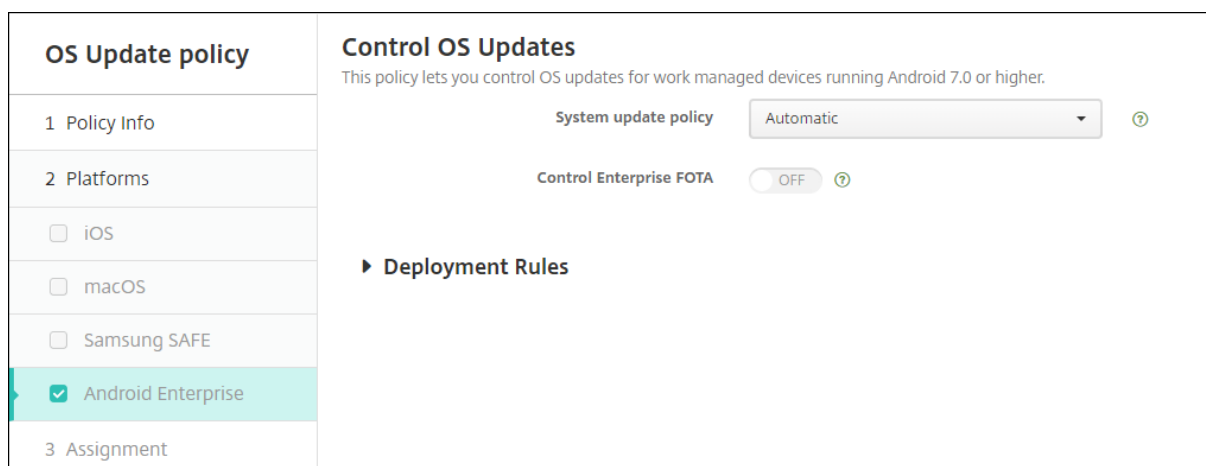 OS Update policy
1 Policy Info
2 Platforms
iOS
macOS
Samsung SAFE
Android Enterprise
3 Assignment
Control OS Updates
This policy lets you control OS updates for work managed devices running Android 7.0 or higher.
System update policy
Automatic
?
Control Enterprise FOTA
OFF
?
Deployment Rules